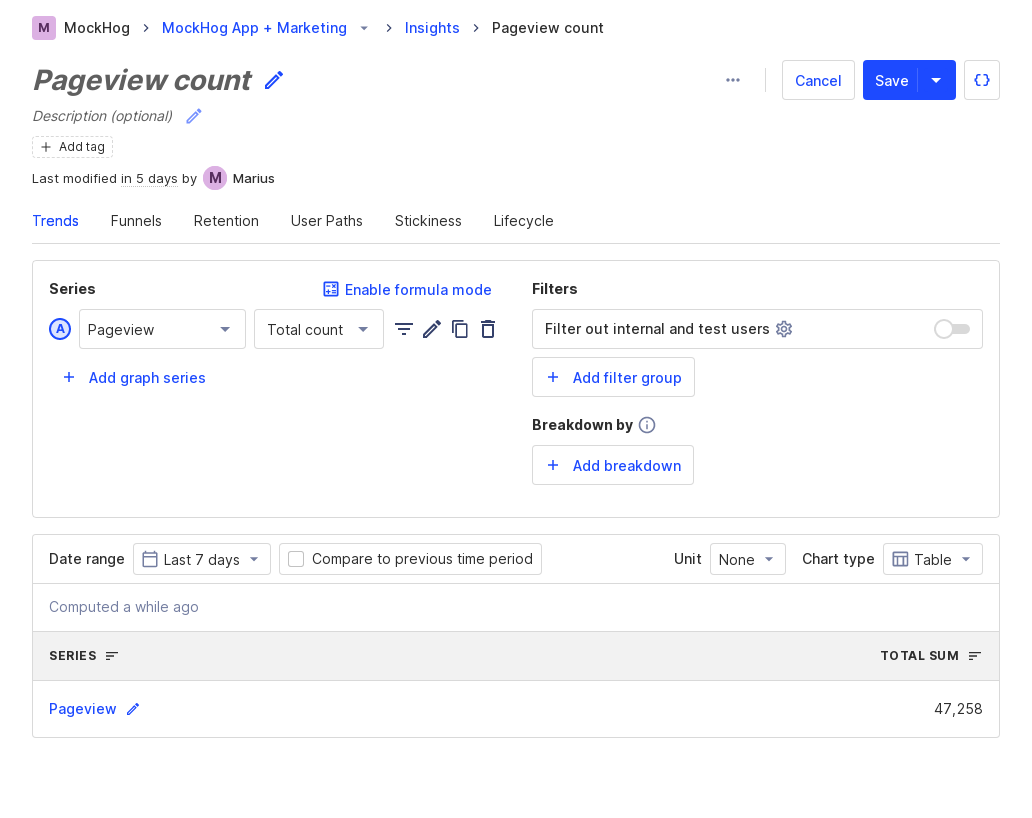 M MockHog MockHog App + Marketing Insights Pageview count
Pageview count
Cancel Save
Description (optional)
Add tag
Last modified in 5 days by M Marius
Trends Funnels Retention User Paths Stickiness Lifecycle
Series Enable formula mode
A Pageview Total count
Add graph series
Filters
Filter out internal and test users
Add filter group
Breakdown by
Add breakdown
Date range Last 7 days Compare to previous time period Unit None Chart type Table
Computed a while ago
SERIES TOTAL SUM
Pageview 47,258